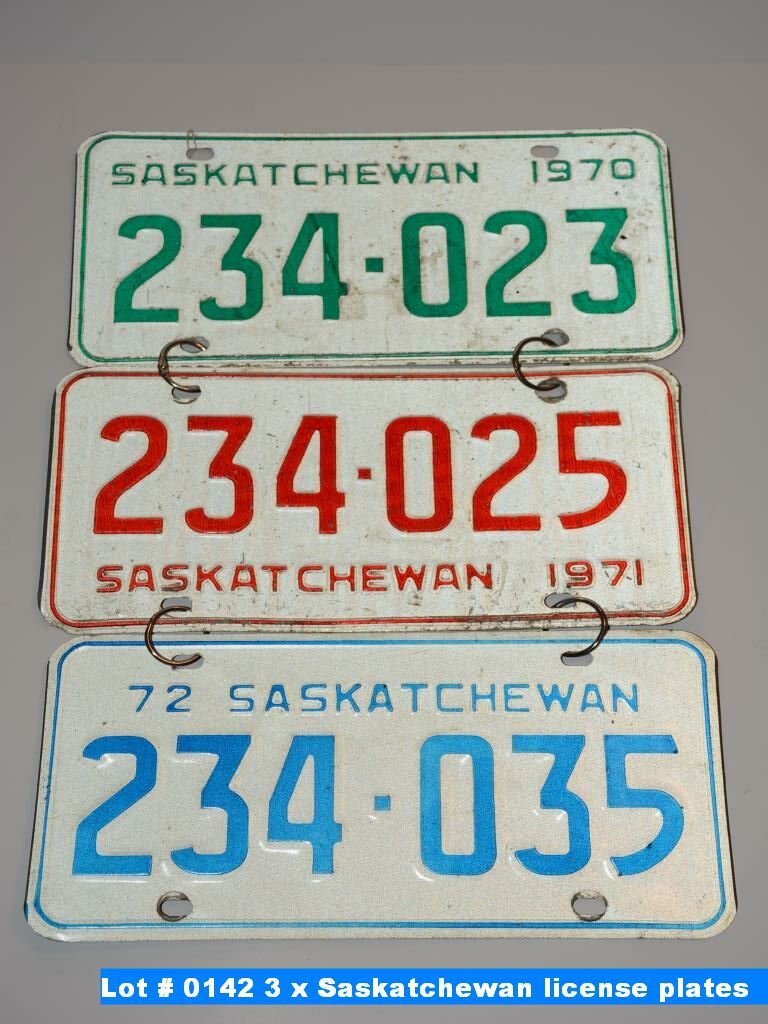 SASKATCHEWAN 1970
234·023
234·025
SASKATCHEWAN 1971
72 SASKATCHEWAN
234·035
Lot # 0142 3 x Saskatchewan license plates